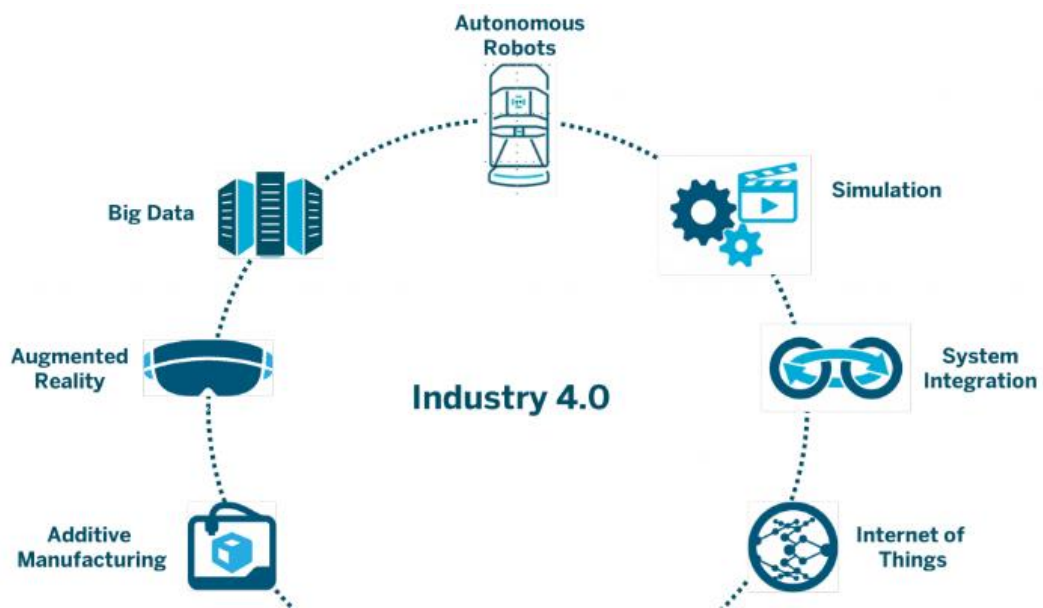 Autonomous
Robots
Simulation
Big Data
System
Integration
Augmented
Reality
Industry 4.0
Internet of
Things
Additive
Manufacturing